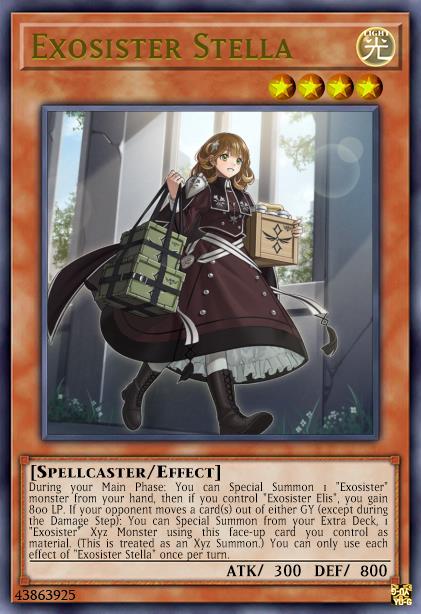 EXOSISTER STELLA
LIGHT
光
[SPELLCASTER/EFFECT]
During your Main Phase: You can Special Summon 1 "Exosister"
monster from your hand, then if you control "Exosister Elis", you gain
800 LP. If your opponent moves a card(s) out of either GY (except during
the Damage Step): You can Special Summon from your Extra Deck, 1
"Exosister" Xyz Monster using this face-up card you control as
material. (This is treated as an Xyz Summon.) You can only use each
effect of "Exosister Stella" once per turn.
ATK/ 300 DEF/ 800
43863925